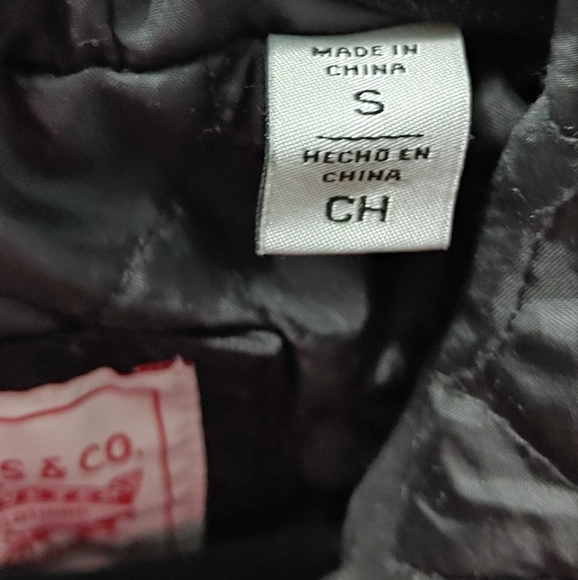 MADE IN
CHINA
S
HECHO EN
CHINA
CH
S & CO.